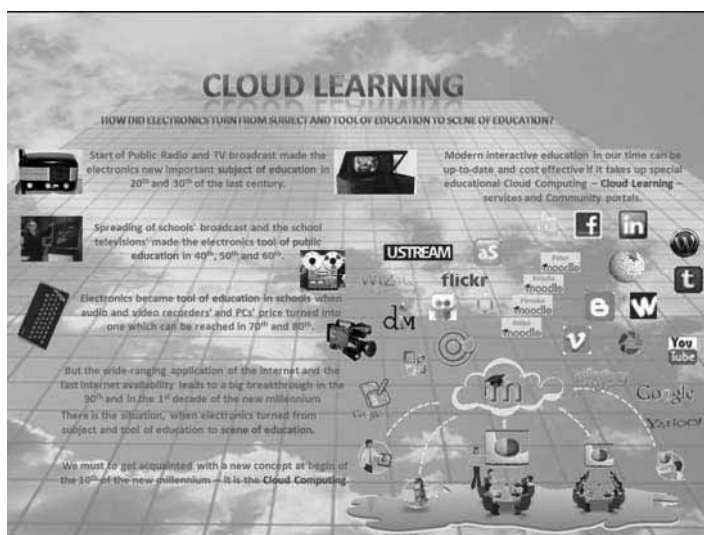 CLOUD LEARNING
HOW DID ELECTRONICS TURN FROM SUBJECT AND TOOL OF EDUCATION TO SCENE OF EDUCATION?
Start of Public Radio and TV broadcast made the
electronics new important subject of education in
20th and 30th of the last century.
Spreading of schools' broadcast and the school
televisions' made the electronics tool of public
education in 40th, 50th and 60th.
Electronics became tool of education in schools when
audio and video recorders' and PCs' price turned into
one which can be reached in 70th and 80th.
But the wide-ranging application of the internet and the
fast Internet availability leads to a big breakthrough in the
90th and in the 1st decade of the new millennium
There is the situation, when electronics turned from
subject and tool of education to scene of education.
We must to get acquainted with a new concept at begin of
the 10th of the new millennium – it is the Cloud Computing
Modern interactive education in our time can be
up-to-date and cost effective if it takes up special
educational Cloud Computing – Cloud Learning –
services and Community portals.
f
in
W
USTREAM
aS
moodle
t
WiZiQ
flickr
moodle
Piroska
moodle
B
W
dM
moodle
v
You
Tube
m
Google
YAHOO!